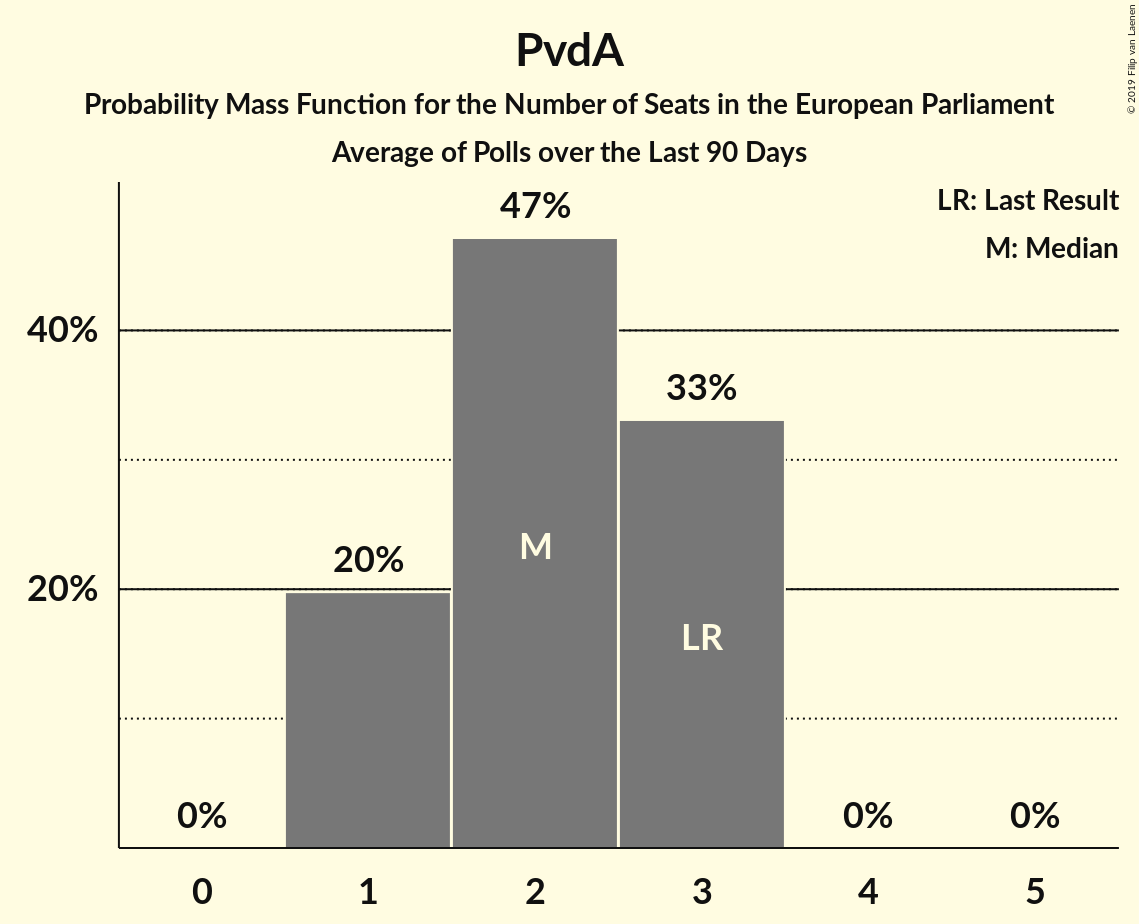 PvdA
Probability Mass Function for the Number of Seats in the European Parliament
Average of Polls over the Last 90 Days
© 2019 Filip van Laenen
LR: Last Result
M: Median
47%
40%
33%
M
20%
20%
LR
0%
0%
0%
0
1
2
3
4
5